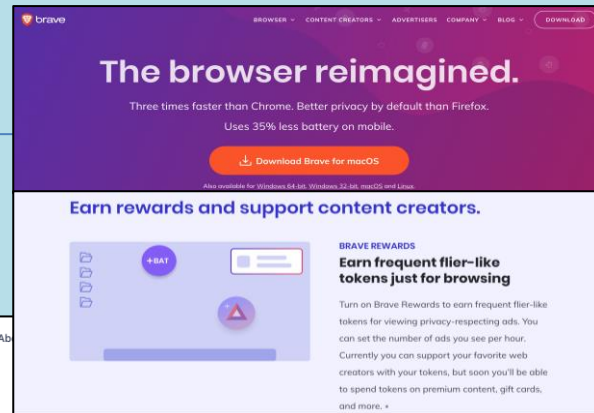 brave
BROWSER CONTENT CREATORS ADVERTISERS COMPANY BLOG DOWNLOAD
The browser reimagined.
Three times faster than Chrome. Better privacy by default than Firefox.
Uses 35% less battery on mobile.
Download Brave for macOS
Also available for Windows 64-bit, Windows 32-bit, macOS and Linux.
Earn rewards and support content creators.
+BAT
BRAVE REWARDS
Earn frequent flier-like
tokens just for browsing
Turn on Brave Rewards to earn frequent flier-like
tokens for viewing privacy-respecting ads. You
can set the number of ads you see per hour.
Currently you can support your favorite web
creators with your tokens, but soon you'll be able
to spend tokens on premium content, gift cards,
and more.